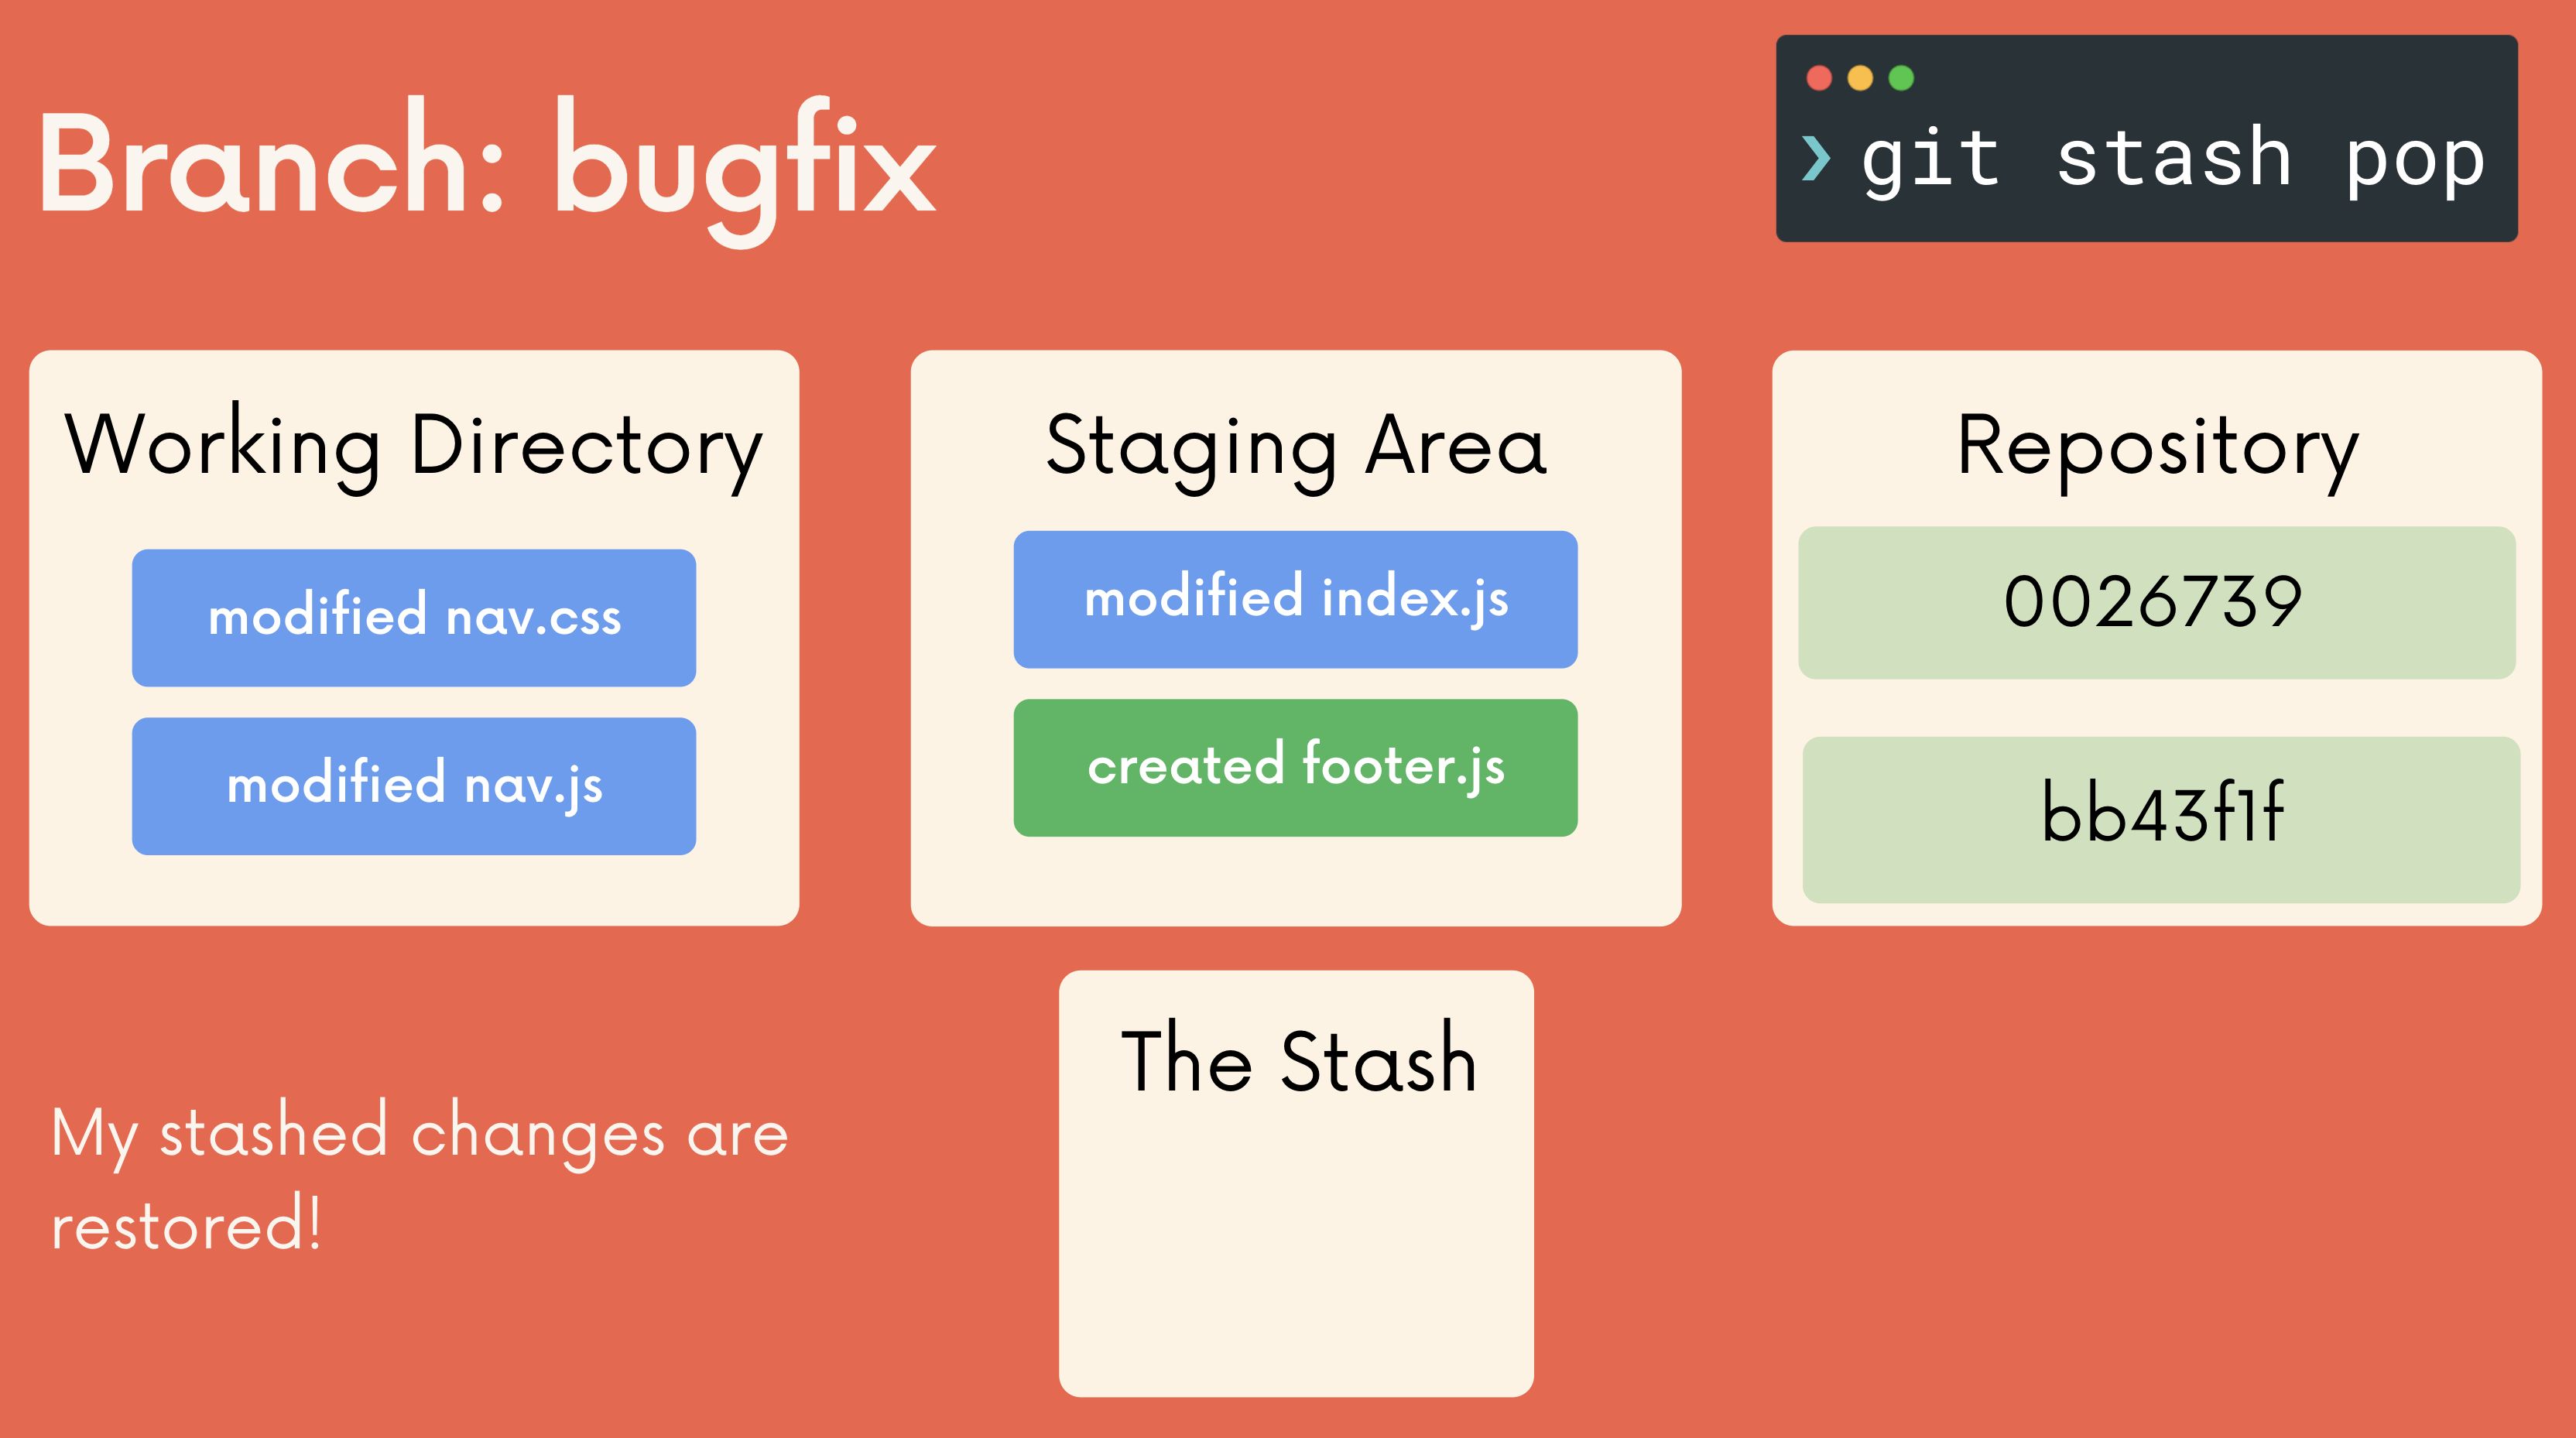 Branch: bugfix
❯ git stash pop
Working Directory
modified nav.css
modified nav.js
Staging Area
modified index.js
created footer.js
Repository
0026739
bb43f1f
The Stash
My stashed changes are
restored!